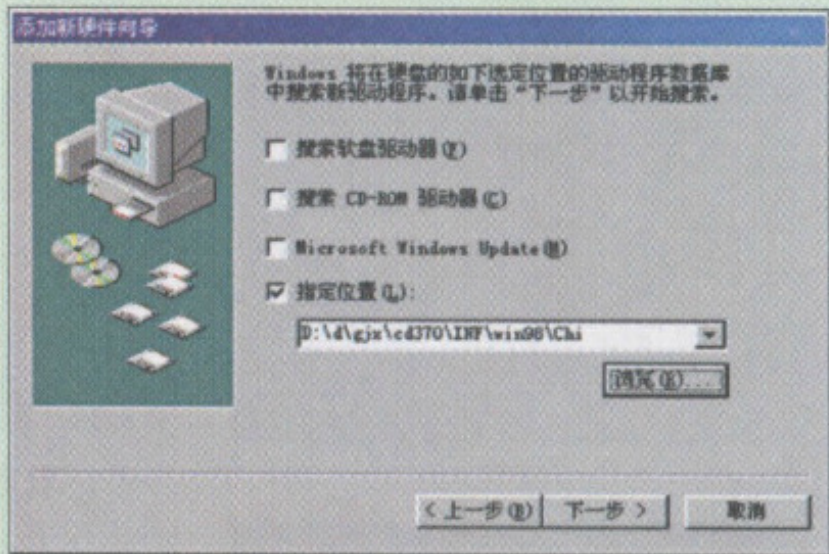 添加新硬件向导
Windows 将在硬盘的如下选定位置的驱动程序数据库
中搜索新驱动程序。请单击“下一步”以开始搜索。
搜索软盘驱动器(F)
搜索 CD-ROM 驱动器(C)
Microsoft Windows Update(M)
指定位置(L):
D:\d\gjx\cd370\INF\win98\Chi
浏览(R)...
< 上一步(B) 下一步 > 取消